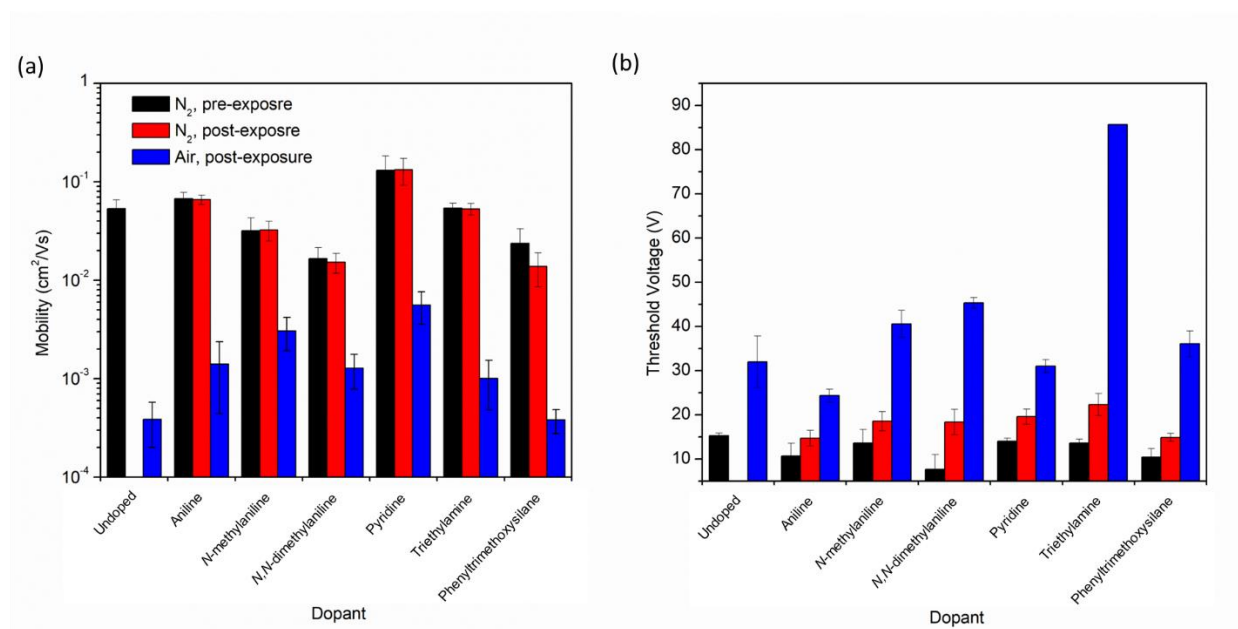 (a)
Mobility (cm²/Vs)
1
10⁻¹
10⁻²
10⁻³
10⁻⁴
N₂, pre-exposre
N₂, post-exposre
Air, post-exposure
Undoped
Aniline
N-methylaniline
N,N-dimethylaniline
Pyridine
Triethylamine
Phenyltrimethoxysilane
Dopant
(b)
Threshold Voltage (V)
90
80
70
60
50
40
30
20
10
Undoped
Aniline
N-methylaniline
N,N-dimethylaniline
Pyridine
Triethylamine
Phenyltrimethoxysilane
Dopant